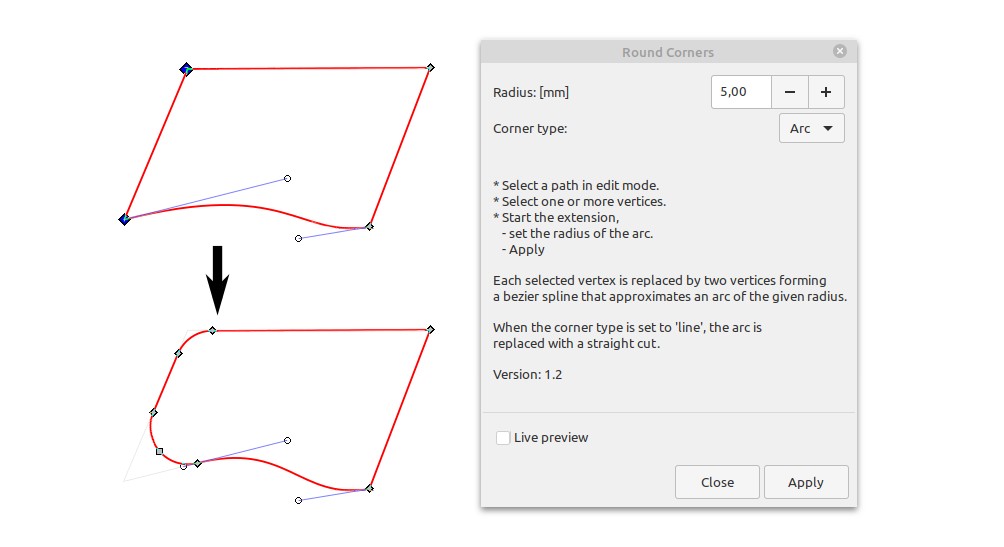 Round Corners
Radius: [mm]
5,00
Corner type:
Arc
* Select a path in edit mode.
* Select one or more vertices.
* Start the extension,
- set the radius of the arc.
- Apply
Each selected vertex is replaced by two vertices forming
a bezier spline that approximates an arc of the given radius.
When the corner type is set to 'line', the arc is
replaced with a straight cut.
Version: 1.2
Live preview
Close
Apply